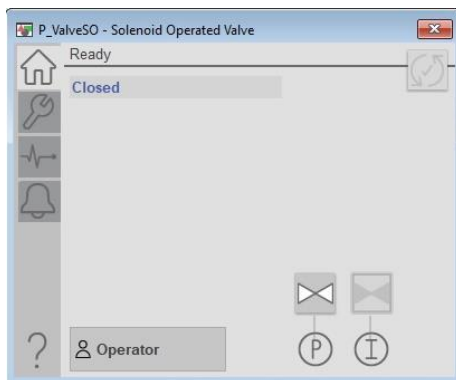 P_ValveSO - Solenoid Operated Valve
Ready
Closed
? Operator
P I